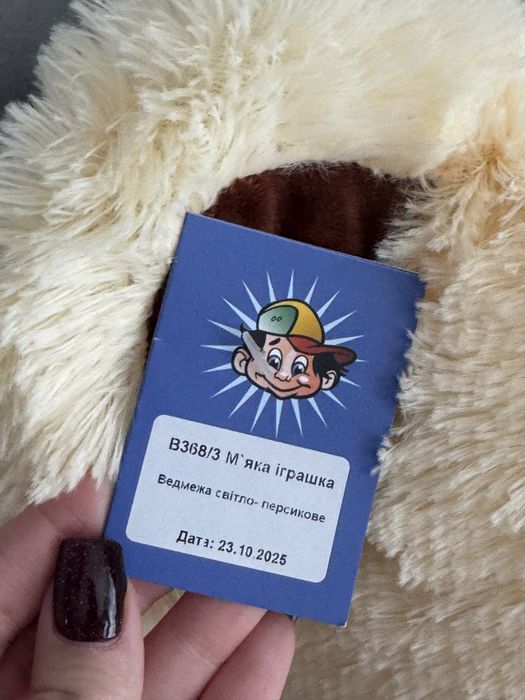 В368/3 М`яка іграшка
Ведмежа світло- персикове
Дата: 23.10.2025